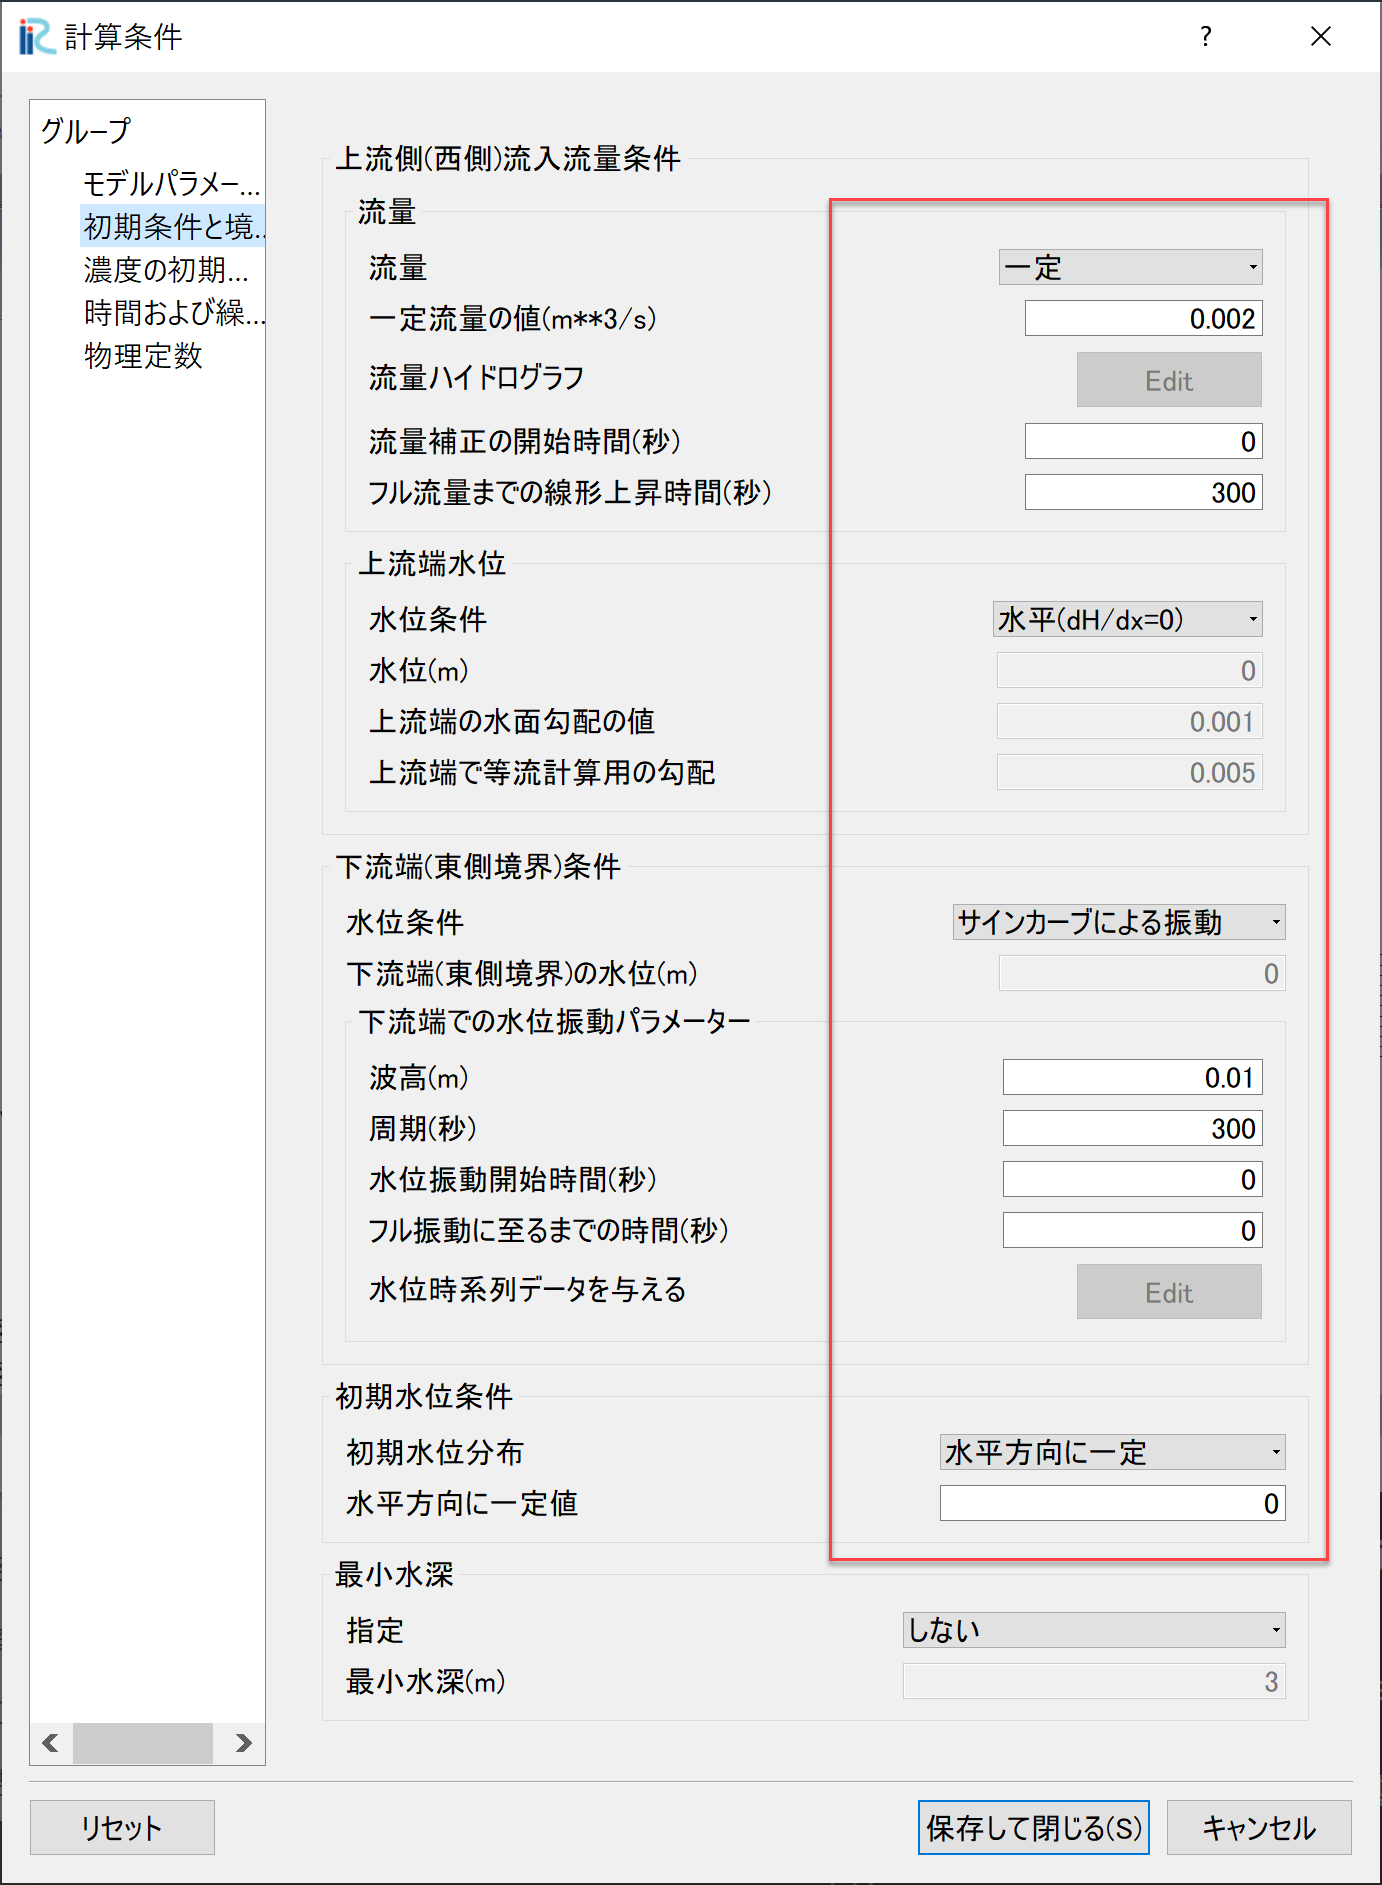 計算条件
?
グループ
モデルパラメー...
初期条件と境...
濃度の初期...
時間および繰...
物理定数
上流側(西側)流入流量条件
流量
流量 一定
一定流量の値(m**3/s) 0.002
流量ハイドログラフ Edit
流量補正の開始時間(秒) 0
フル流量までの線形上昇時間(秒) 300
上流端水位
水位条件 水平(dH/dx=0)
水位(m) 0
上流端の水面勾配の値 0.001
上流端で等流計算用の勾配 0.005
下流端(東側境界)条件
水位条件 サインカーブによる振動
下流端(東側境界)の水位(m) 0
下流端での水位振動パラメーター
波高(m) 0.01
周期(秒) 300
水位振動開始時間(秒) 0
フル振動に至るまでの時間(秒) 0
水位時系列データを与える Edit
初期水位条件
初期水位分布 水平方向に一定
水平方向に一定値 0
最小水深
指定 しない
最小水深(m) 3
リセット 保存して閉じる(S) キャンセル